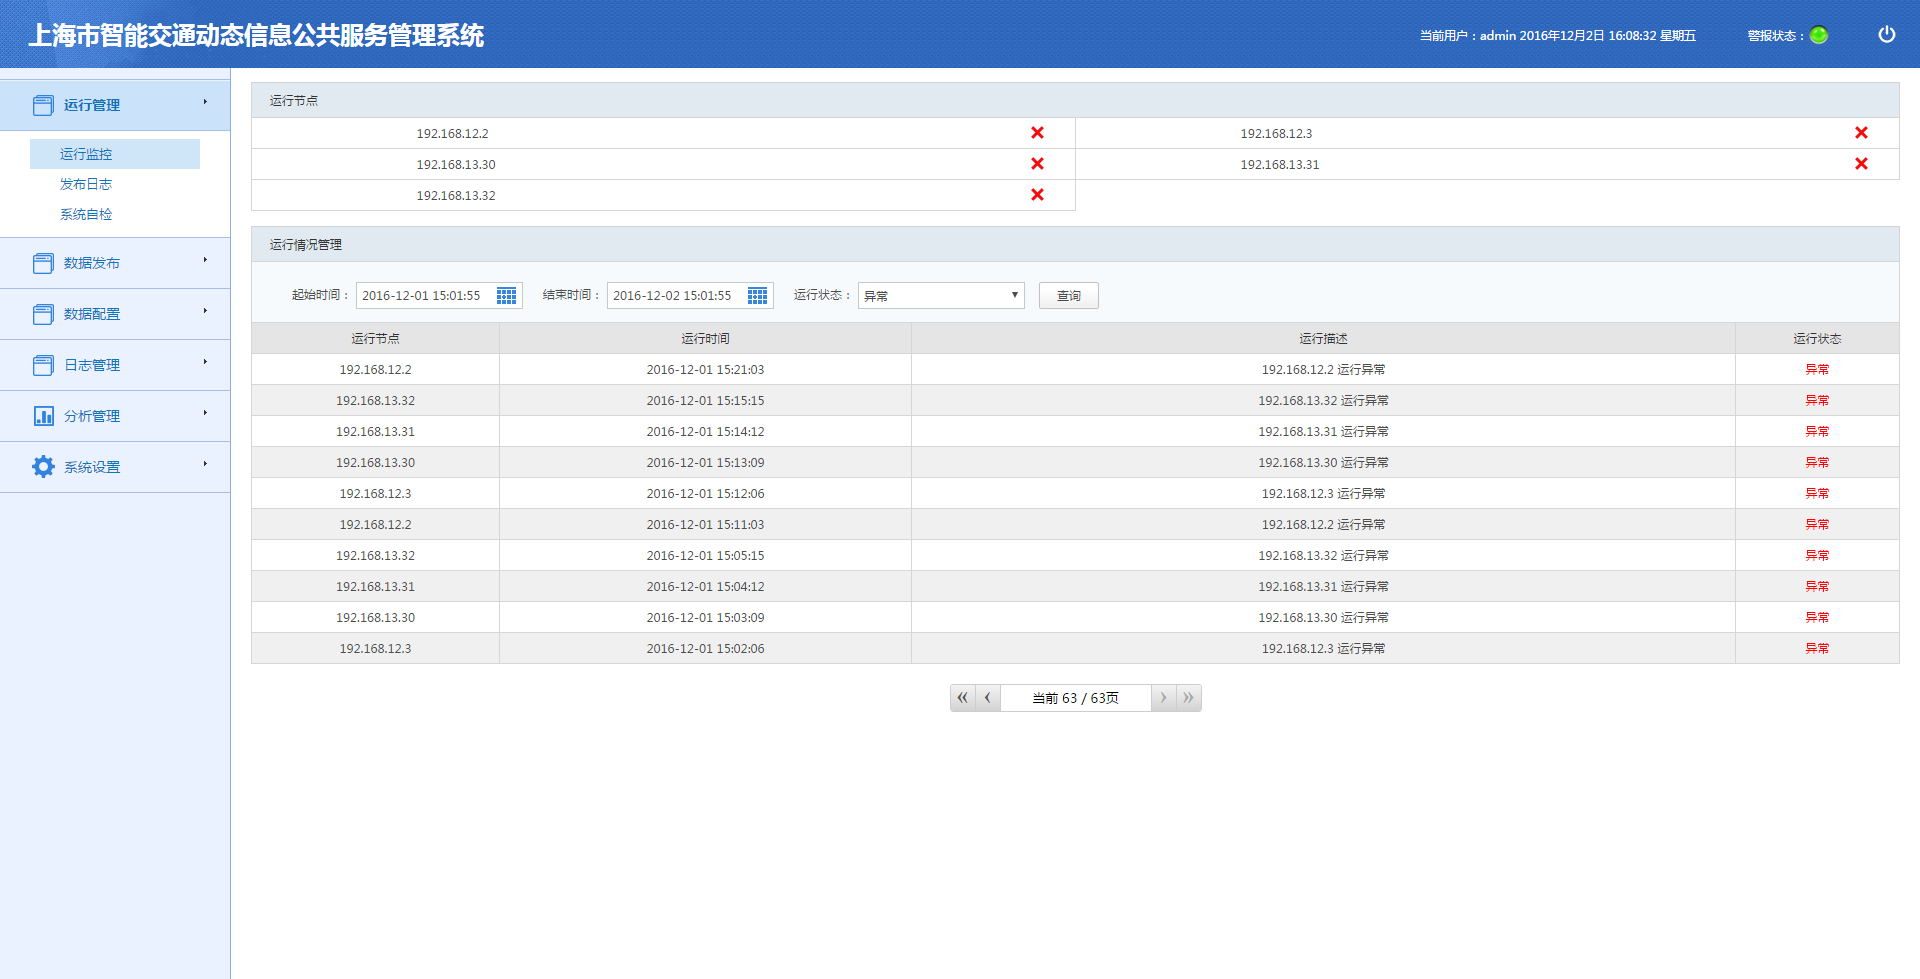 上海市智能交通动态信息公共服务管理系统
当前用户：admin 2016年12月2日 16:08:32 星期五 警报状态：
运行管理
运行监控
发布日志
系统自检
数据发布
数据配置
日志管理
分析管理
系统设置
运行节点
192.168.12.2 192.168.12.3
192.168.13.30 192.168.13.31
192.168.13.32
运行情况管理
起始时间： 2016-12-01 15:01:55 结束时间： 2016-12-02 15:01:55 运行状态： 异常 查询
运行节点 运行时间 运行描述 运行状态
192.168.12.2 2016-12-01 15:21:03 192.168.12.2 运行异常 异常
192.168.13.32 2016-12-01 15:15:15 192.168.13.32 运行异常 异常
192.168.13.31 2016-12-01 15:14:12 192.168.13.31 运行异常 异常
192.168.13.30 2016-12-01 15:13:09 192.168.13.30 运行异常 异常
192.168.12.3 2016-12-01 15:12:06 192.168.12.3 运行异常 异常
192.168.12.2 2016-12-01 15:11:03 192.168.12.2 运行异常 异常
192.168.13.32 2016-12-01 15:05:15 192.168.13.32 运行异常 异常
192.168.13.31 2016-12-01 15:04:12 192.168.13.31 运行异常 异常
192.168.13.30 2016-12-01 15:03:09 192.168.13.30 运行异常 异常
192.168.12.3 2016-12-01 15:02:06 192.168.12.3 运行异常 异常
当前 63 / 63页